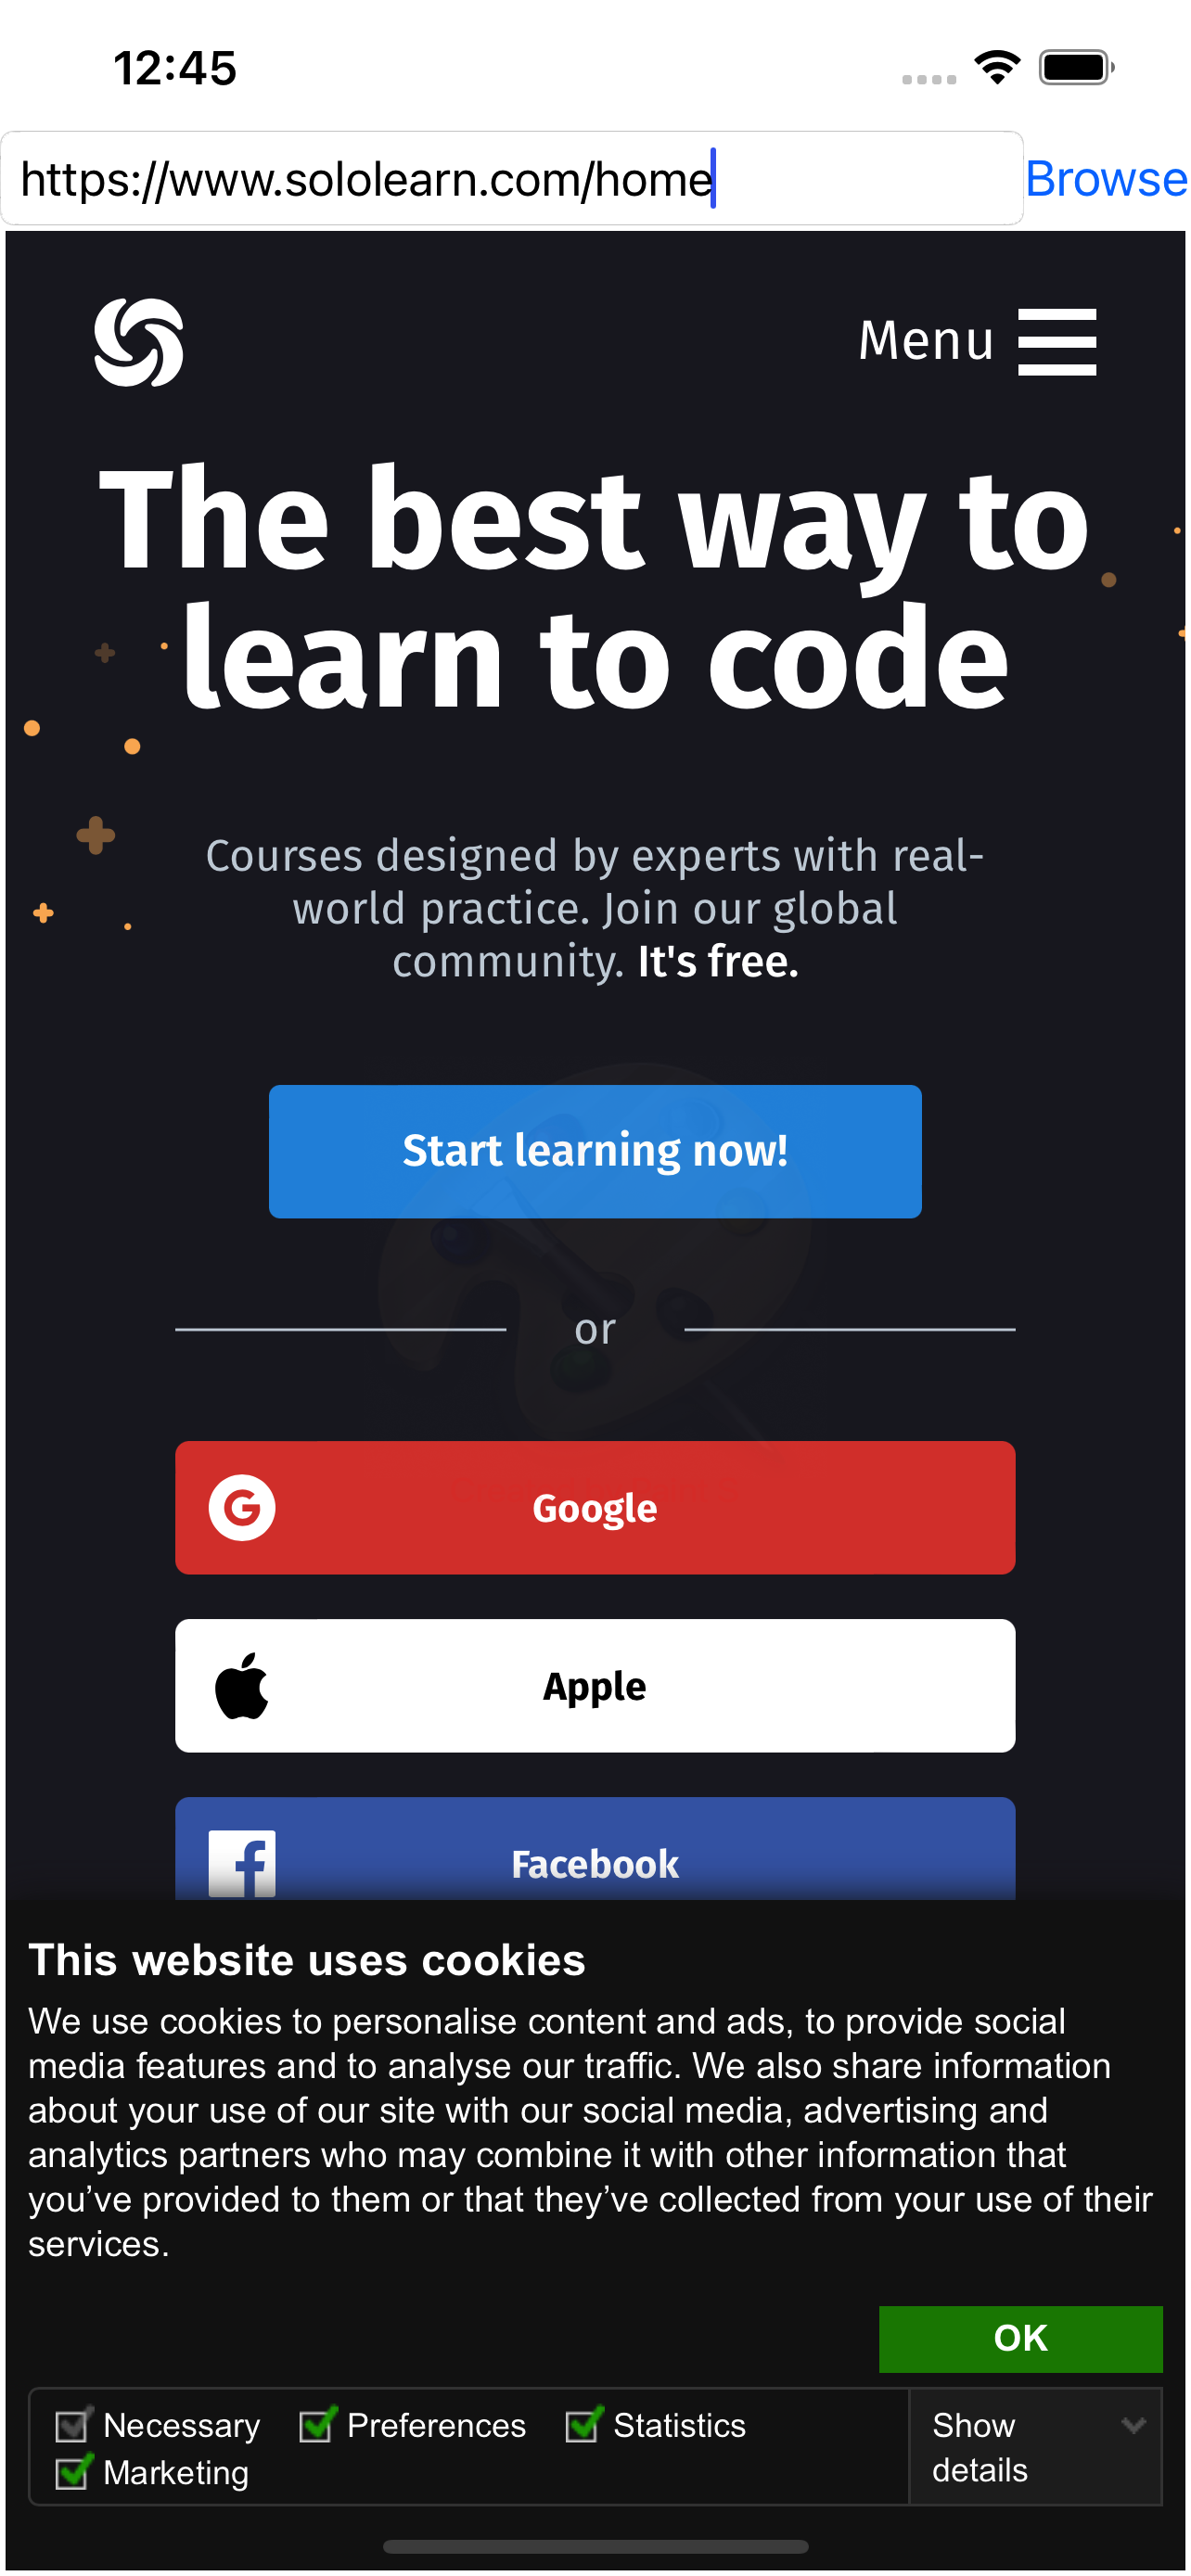 12:45
https://www.sololearn.com/home
Browse
Menu
The best way to
learn to code
Courses designed by experts with real-
world practice. Join our global
community. It's free.
Start learning now!
or
Google
Apple
Facebook
This website uses cookies
We use cookies to personalise content and ads, to provide social
media features and to analyse our traffic. We also share information
about your use of our site with our social media, advertising and
analytics partners who may combine it with other information that
you’ve provided to them or that they’ve collected from your use of their
services.
OK
Necessary Preferences Statistics
Marketing
Show
details